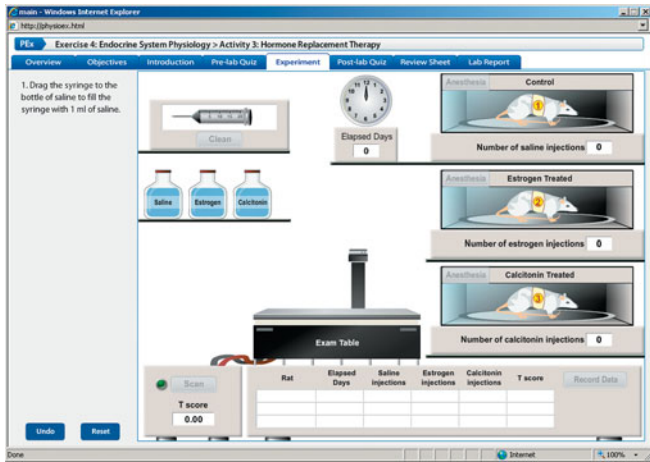 main - Windows Internet Explorer
http://physioex.html
PEx Exercise 4: Endocrine System Physiology > Activity 3: Hormone Replacement Therapy
Overview Objectives Introduction Pre-lab Quiz Experiment Post-lab Quiz Review Sheet Lab Report
1. Drag the syringe to the
bottle of saline to fill the
syringe with 1 ml of saline.
Clean
12
Elapsed Days
0
Saline Estrogen Calcitonin
Anesthesia Control
1
Number of saline injections 0
Anesthesia Estrogen Treated
2
Number of estrogen injections 0
Anesthesia Calcitonin Treated
3
Number of calcitonin injections 0
Exam Table
Scan
T score
0.00
Rat Elapsed Days Saline injections Estrogen injections Calcitonin injections T score
Record Data
Undo Reset
Done Internet 100%